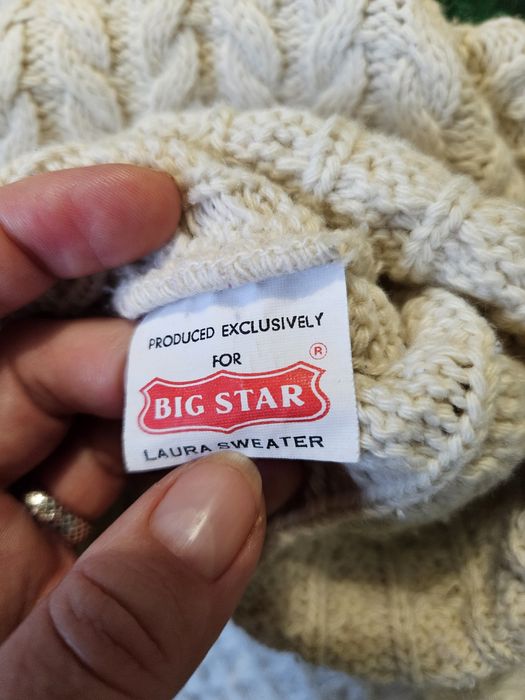 PRODUCED EXCLUSIVELY
FOR
®
BIG STAR
LAURA SWEATER